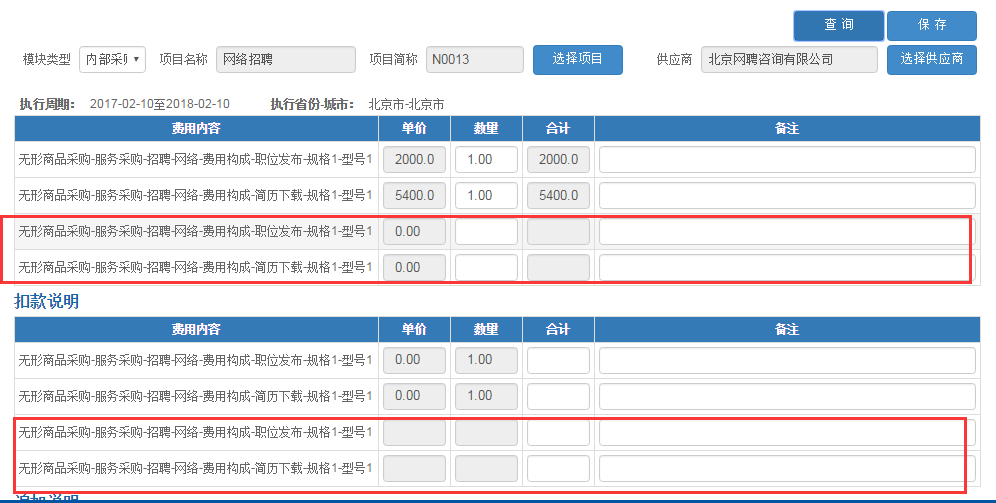 查 询 保 存
模块类型 内部采 项目名称 网络招聘 项目简称 N0013 选择项目 供应商 北京网聘咨询有限公司 选择供应商
执行周期： 2017-02-10至2018-02-10 执行省份-城市： 北京市-北京市
费用内容 单价 数量 合计 备注
无形商品采购-服务采购-招聘-网络-费用构成-职位发布-规格1-型号1 2000.0 1.00 2000.0
无形商品采购-服务采购-招聘-网络-费用构成-简历下载-规格1-型号1 5400.0 1.00 5400.0
无形商品采购-服务采购-招聘-网络-费用构成-职位发布-规格1-型号1 0.00
无形商品采购-服务采购-招聘-网络-费用构成-简历下载-规格1-型号1 0.00
扣款说明
费用内容 单价 数量 合计 备注
无形商品采购-服务采购-招聘-网络-费用构成-职位发布-规格1-型号1 0.00 1.00
无形商品采购-服务采购-招聘-网络-费用构成-简历下载-规格1-型号1 0.00 1.00
无形商品采购-服务采购-招聘-网络-费用构成-职位发布-规格1-型号1
无形商品采购-服务采购-招聘-网络-费用构成-简历下载-规格1-型号1